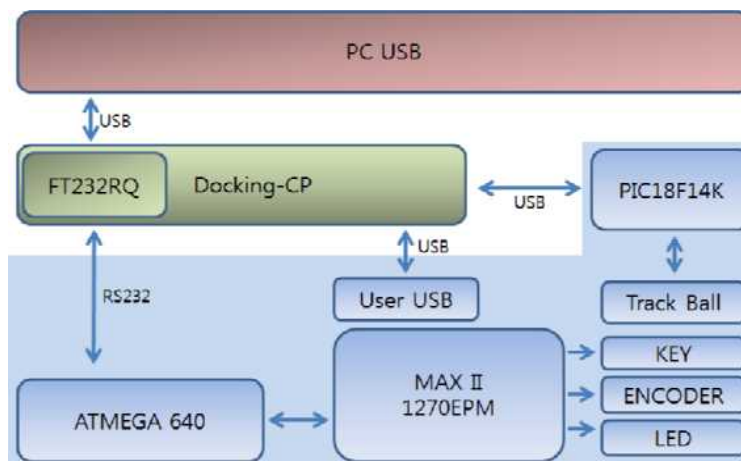 PC USB
USB
FT232RQ
Docking-CP
USB
PIC18F14K
USB
RS232
User USB
Track Ball
MAX II
1270EPM
KEY
ATMEGA 640
ENCODER
LED